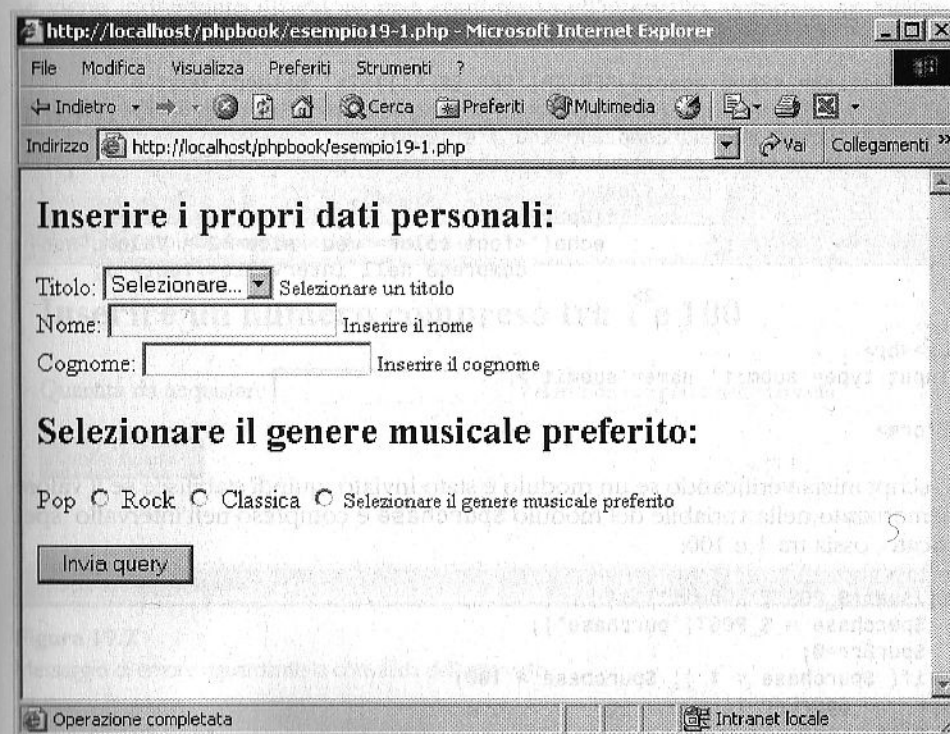 http://localhost/phpbook/esempio19-1.php - Microsoft Internet Explorer
File Modifica Visualizza Preferiti Strumenti ?
Indietro Cerca Preferiti Multimedia
Indirizzo http://localhost/phpbook/esempio19-1.php Vai Collegamenti »
Inserire i propri dati personali:
Titolo: Selezionare... Selezionare un titolo
Nome: Inserire il nome
Cognome: Inserire il cognome
Selezionare il genere musicale preferito:
Pop Rock Classica Selezionare il genere musicale preferito
Invia query
Operazione completata Intranet locale